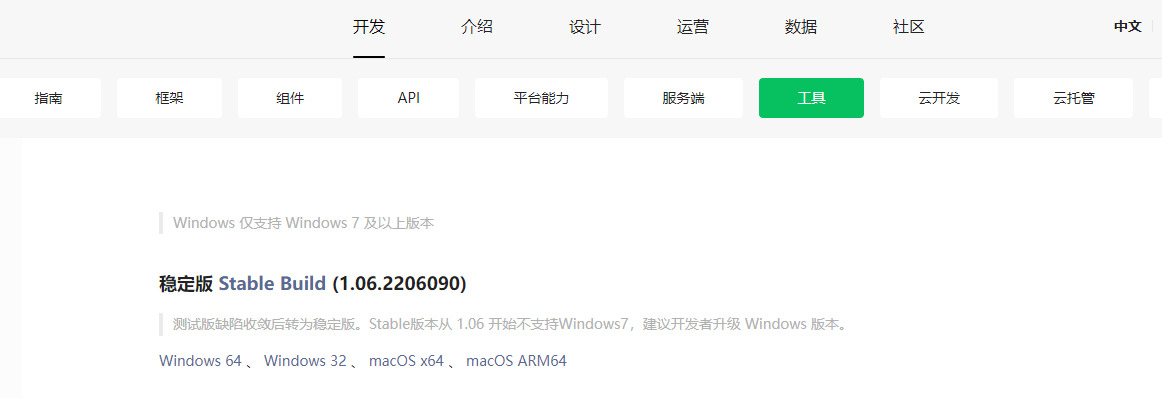 开发 介绍 设计 运营 数据 社区 中文
指南 框架 组件 API 平台能力 服务端 工具 云开发 云托管
Windows 仅支持 Windows 7 及以上版本
稳定版 Stable Build (1.06.2206090)
测试版缺陷收敛后转为稳定版。Stable版本从 1.06 开始不支持Windows7，建议开发者升级 Windows 版本。
Windows 64 、 Windows 32 、 macOS x64 、 macOS ARM64